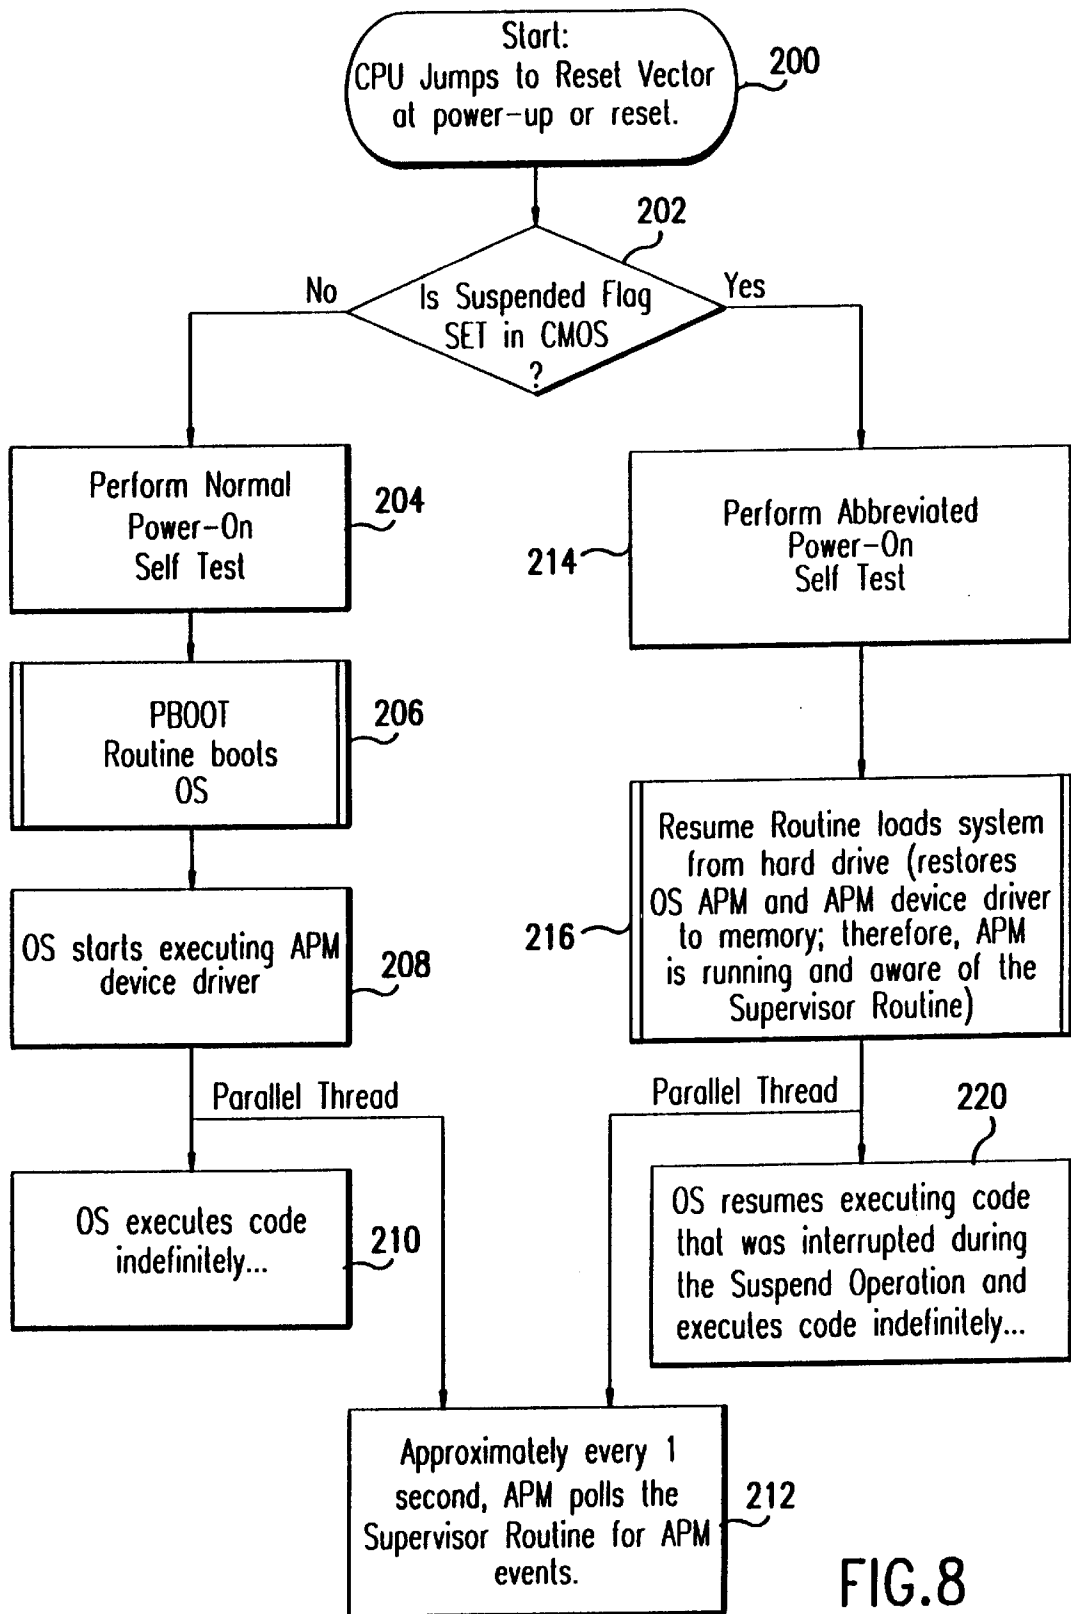 Start:
CPU Jumps to Reset Vector
at power-up or reset.
200
202
No
Is Suspended Flag
SET in CMOS
?
Yes
Perform Normal
Power-On
Self Test
204
Perform Abbreviated
Power-On
Self Test
214
PBOOT
Routine boots
OS
206
Resume Routine loads system
from hard drive (restores
OS APM and APM device driver
to memory; therefore, APM
is running and aware of the
Supervisor Routine)
216
OS starts executing APM
device driver
208
Parallel Thread
Parallel Thread
220
OS executes code
indefinitely...
210
OS resumes executing code
that was interrupted during
the Suspend Operation and
executes code indefinitely...
Approximately every 1
second, APM polls the
Supervisor Routine for APM
events.
212
FIG.8